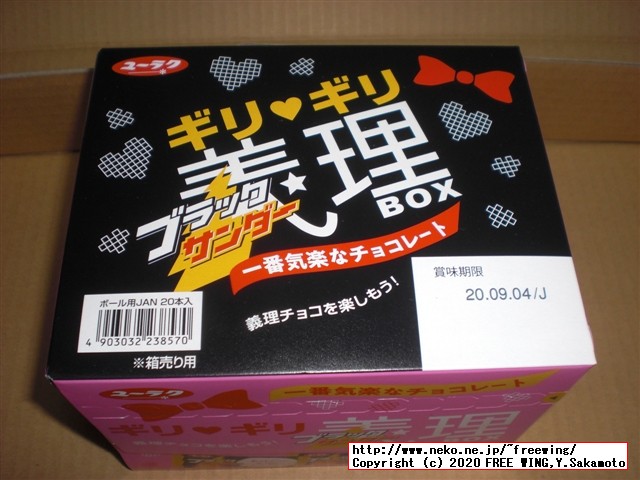 ユーラク
ギリ♥ギリ
義理
BOX
ブラック
サンダー
一番気楽なチョコレート
義理チョコを楽しもう!
賞味期限
20.09.04/J
ボール用JAN 20本入
4 903032 238570
※箱売り用
ユーラク
一番気楽なチョコレート
ギリ♥ギリ
義理
ブラック
http://www.neko.ne.jp/~freewing/
Copyright (c) 2020 FREE WING,Y.Sakamoto